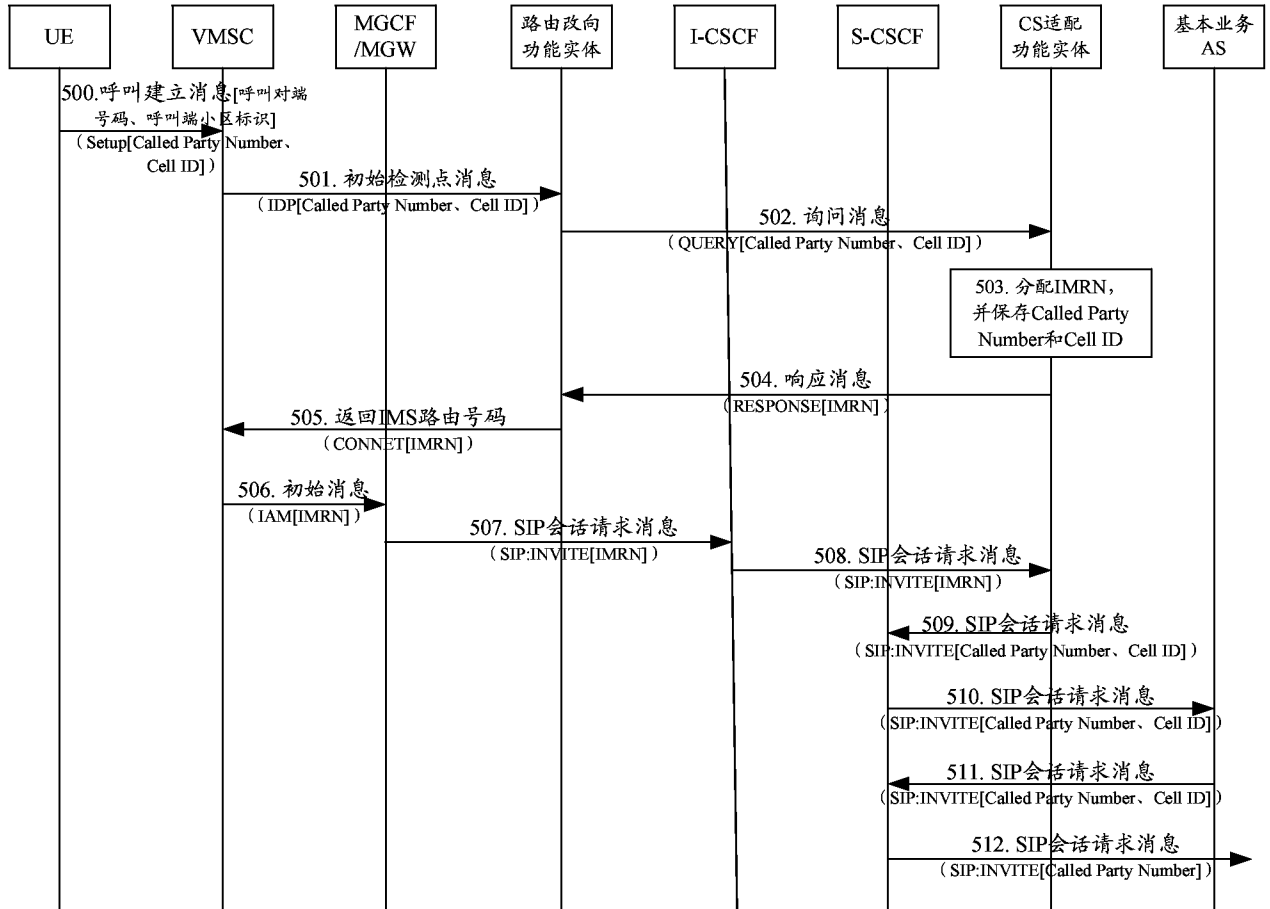 UE
VMSC
MGCF
/MGW
路由改向
功能实体
I-CSCF
S-CSCF
CS适配
功能实体
基本业务
AS
500.呼叫建立消息[呼叫对端
号码、呼叫端小区标识]
（Setup[Called Party Number、
Cell ID]）
501. 初始检测点消息
（IDP[Called Party Number、Cell ID]）
502. 询问消息
（QUERY[Called Party Number、Cell ID]）
503. 分配IMRN，
并保存Called Party
Number和Cell ID
504. 响应消息
（RESPONSE[IMRN]）
505. 返回IMS路由号码
（CONNET[IMRN]）
506. 初始消息
（IAM[IMRN]）
507. SIP会话请求消息
（SIP:INVITE[IMRN]）
508. SIP会话请求消息
（SIP:INVITE[IMRN]）
509. SIP会话请求消息
（SIP:INVITE[Called Party Number、Cell ID]）
510. SIP会话请求消息
（SIP:INVITE[Called Party Number、Cell ID]）
511. SIP会话请求消息
（SIP:INVITE[Called Party Number、Cell ID]）
512. SIP会话请求消息
（SIP:INVITE[Called Party Number]）